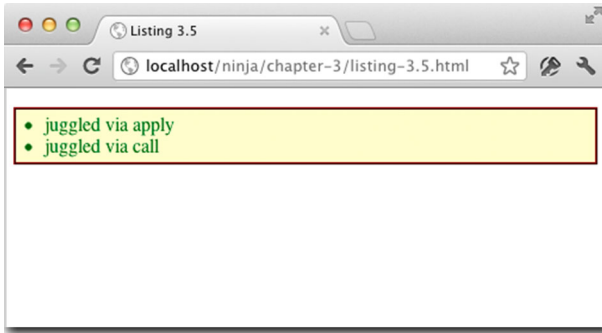 Listing 3.5
localhost/ninja/chapter-3/listing-3.5.html
• juggled via apply
• juggled via call